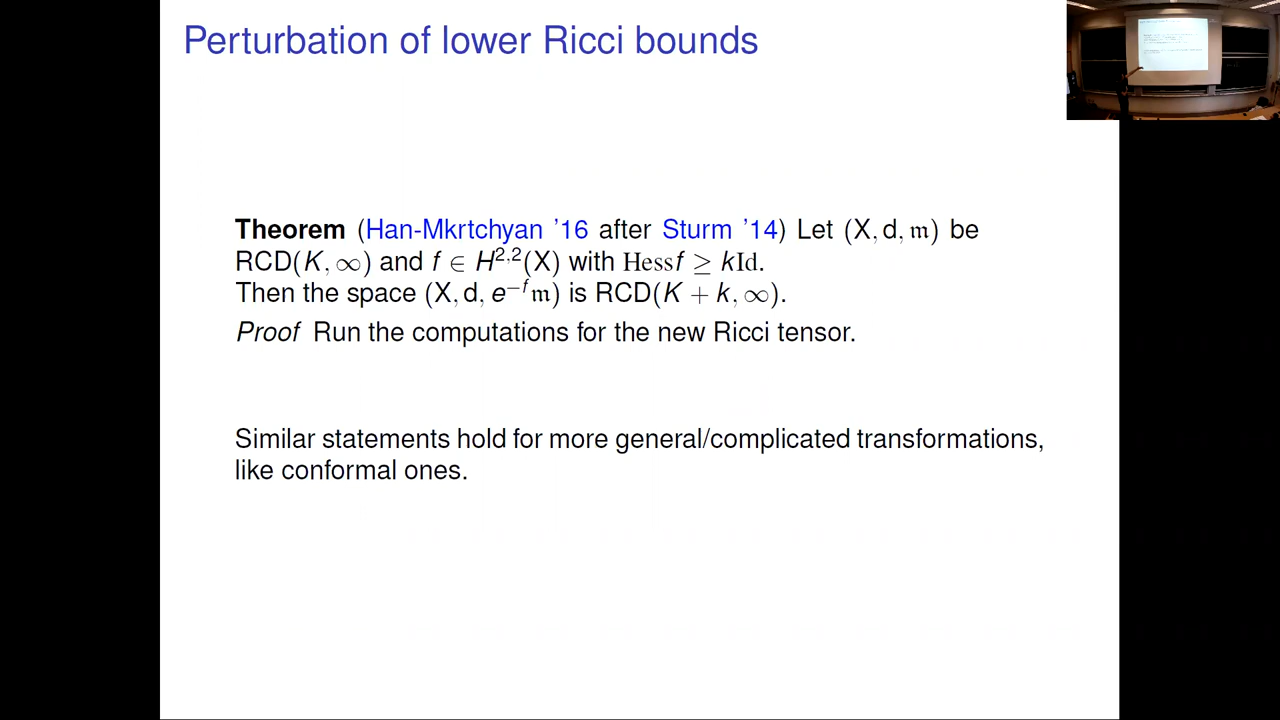 Perturbation of lower Ricci bounds
Theorem (Han-Mkrtchyan '16 after Sturm '14) Let (X, d, 𝔪) be
RCD(K, ∞) and f ∈ H²,²(X) with Hessf ≥ kId.
Then the space (X, d, e⁻ᶠ𝔪) is RCD(K + k, ∞).
Proof Run the computations for the new Ricci tensor.
Similar statements hold for more general/complicated transformations,
like conformal ones.